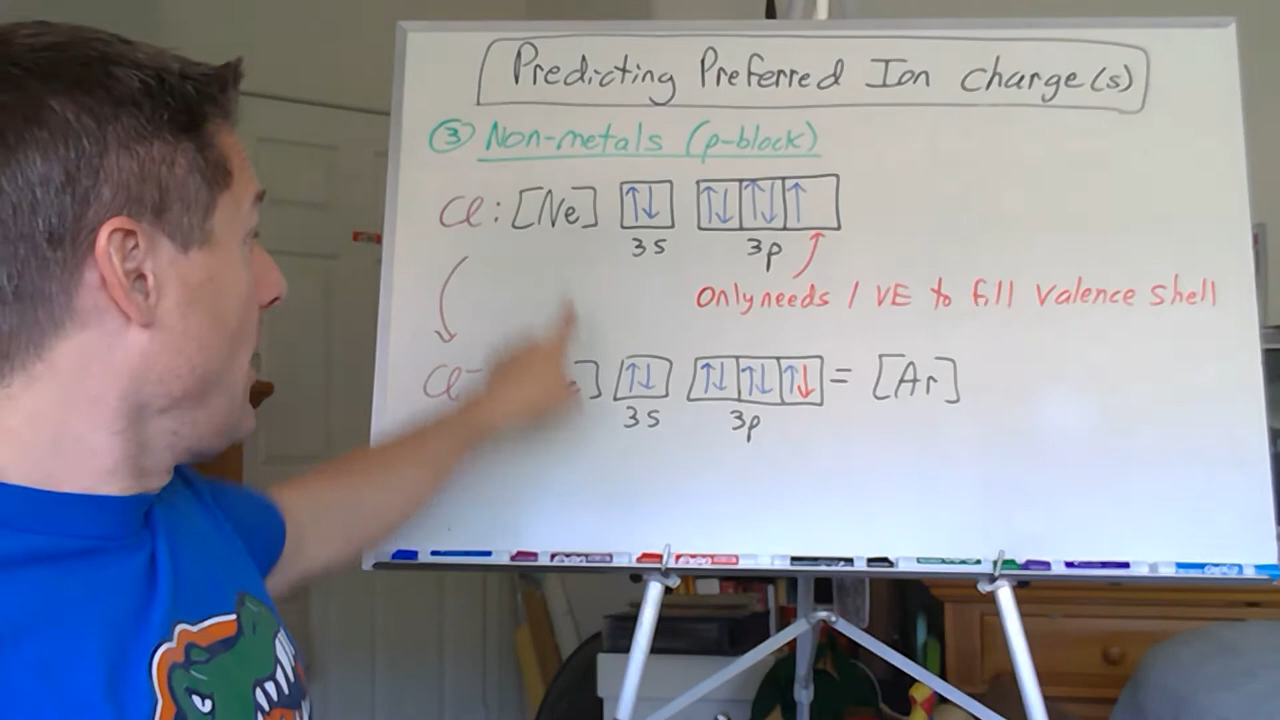 Predicting Preferred Ion Charge(s)
③ Non-metals (p-block)
Cl: [Ne] ↑↓ ↑↓ ↑↓ ↑
3s 3p
Only needs 1 VE to fill valence shell
Cl⁻ ] ↑↓ ↑↓ ↑↓ ↑↓ = [Ar]
3s 3p